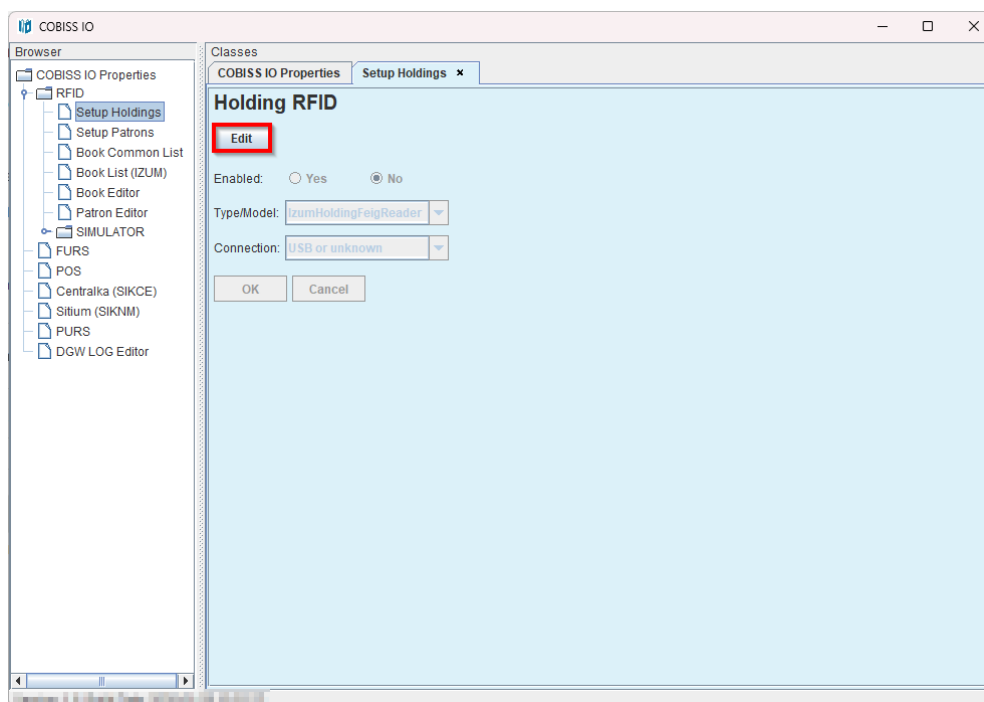 COBISS IO
Browser
COBISS IO Properties
RFID
Setup Holdings
Setup Patrons
Book Common List
Book List (IZUM)
Book Editor
Patron Editor
SIMULATOR
FURS
POS
Centralka (SIKCE)
Sitium (SIKNM)
PURS
DGW LOG Editor
Classes
COBISS IO Properties
Setup Holdings
Holding RFID
Edit
Enabled: Yes No
Type/Model: IzumHoldingFeigReader
Connection: USB or unknown
OK Cancel